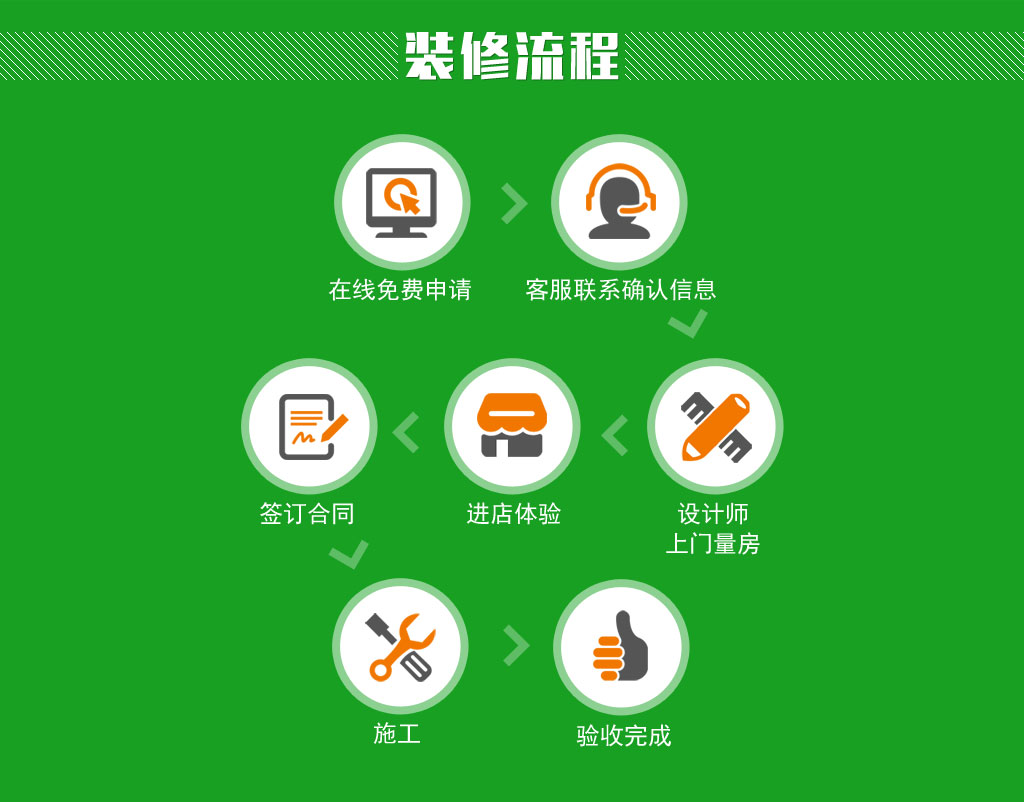 装修流程
在线免费申请
客服联系确认信息
设计师
上门量房
进店体验
签订合同
施工
验收完成